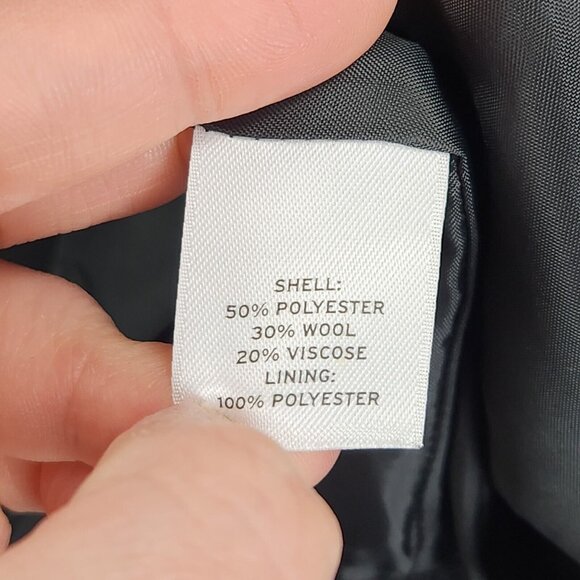 SHELL:
50% POLYESTER
30% WOOL
20% VISCOSE
LINING:
100% POLYESTER